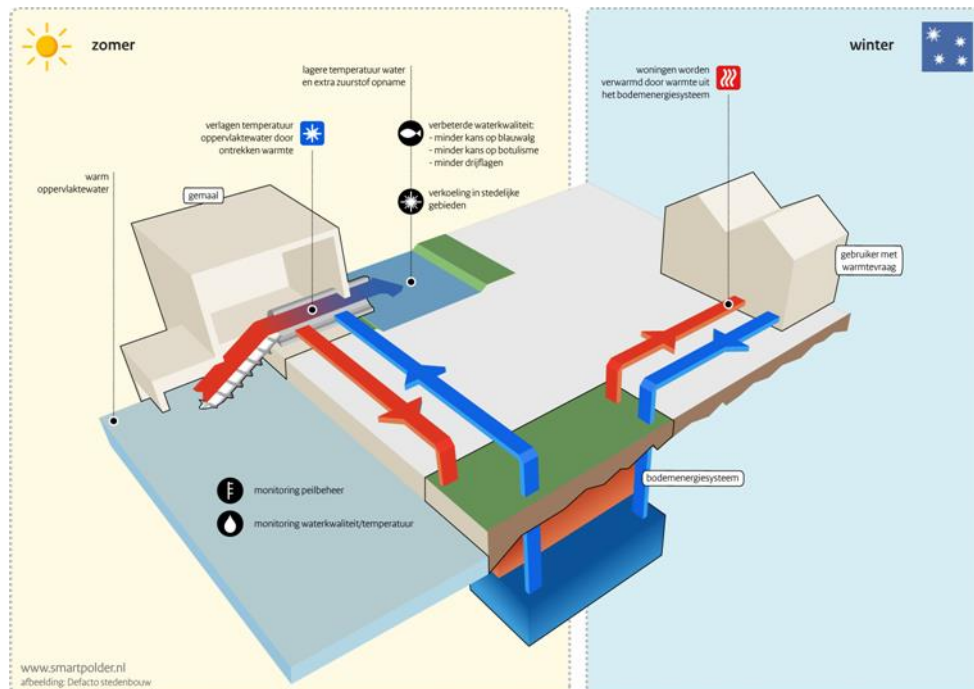 zomer
winter
lagere temperatuur water
en extra zuurstof opname
woningen worden
verwarmd door warmte uit
het bodemenergiesysteem
verlagen temperatuur
oppervlaktewater door
ontrekken warmte
verbeterde waterkwaliteit:
- minder kans op blauwalg
- minder kans op botulisme
- minder drijflagen
warm
oppervlaktewater
gemaal
verkoeling in stedelijke
gebieden
gebruiker met
warmtevraag
bodemenergiesysteem
monitoring peilbeheer
monitoring waterkwaliteit/temperatuur
www.smartpolder.nl
afbeelding: Defacto stedenbouw